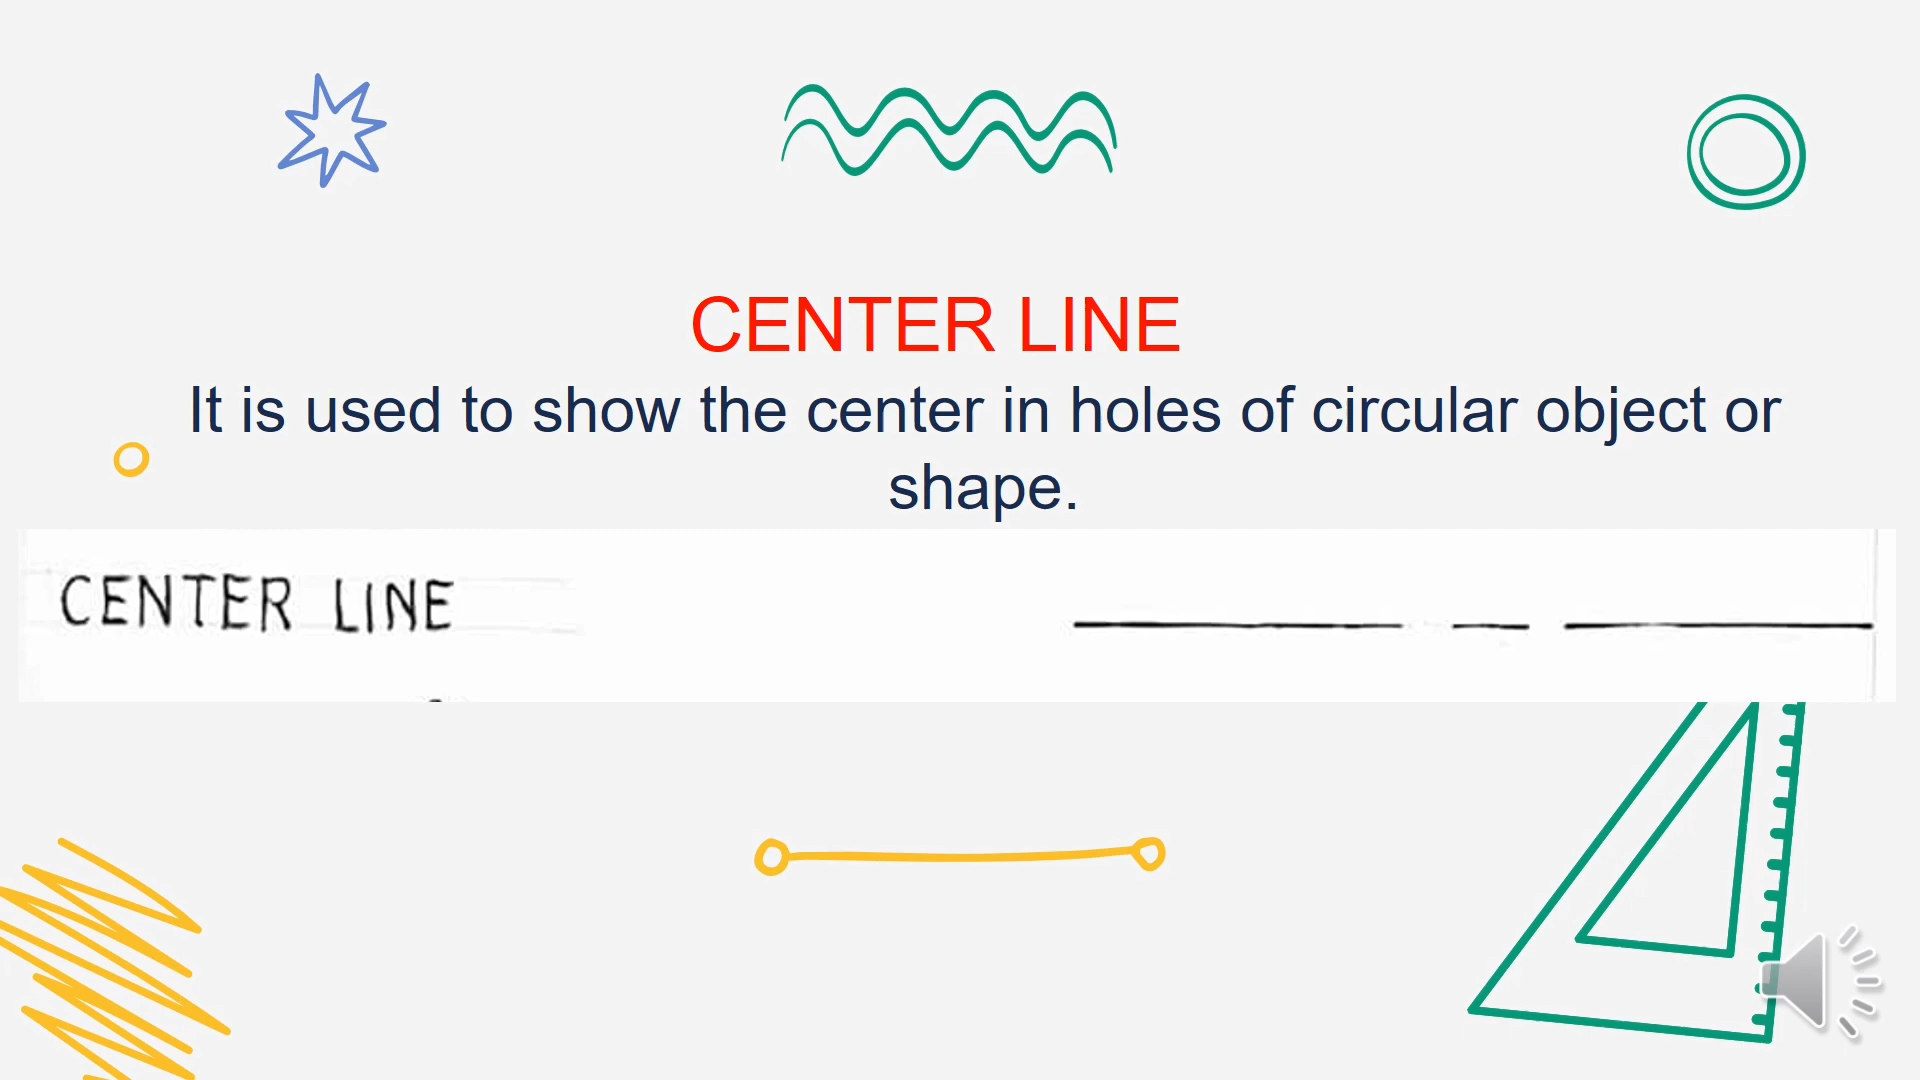 CENTER LINE
It is used to show the center in holes of circular object or
shape.
CENTER LINE